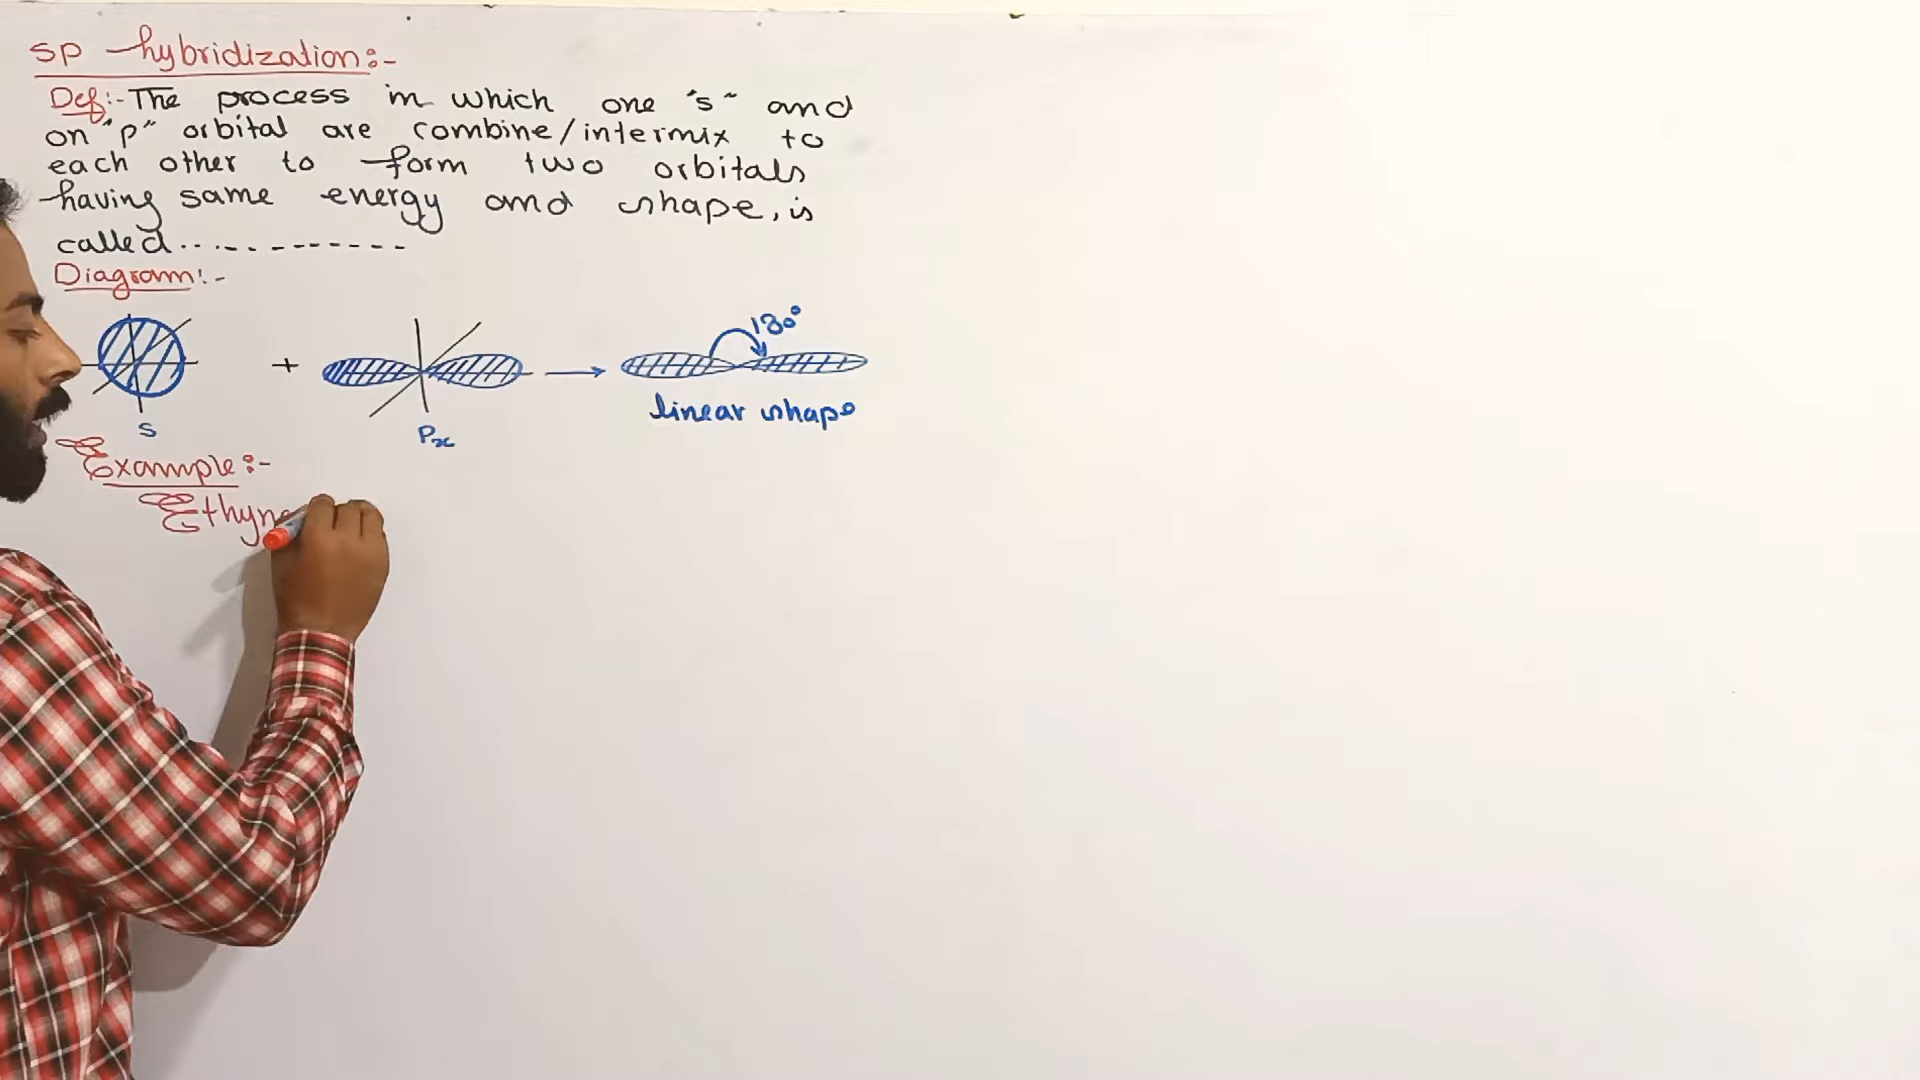 sp hybridization:-
Def:- The process in which one "s" and
on "p" orbital are combine/intermix to
each other to form two orbitals
having same energy and shape, is
called............
Diagram:-
180°
+
linear shape
s
Px
Example:-
Ethyne